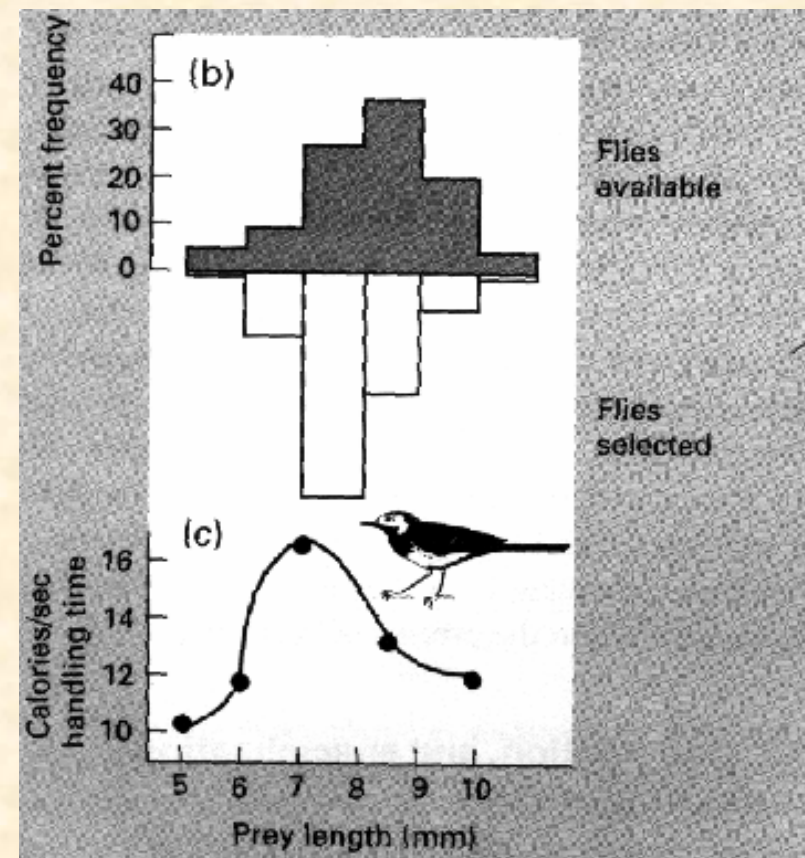 (b)
Percent frequency
40
30
20
10
0
Flies
available
Flies
selected
(c)
Calories/sec
handling time
16
14
12
10
5 6 7 8 9 10
Prey length (mm)